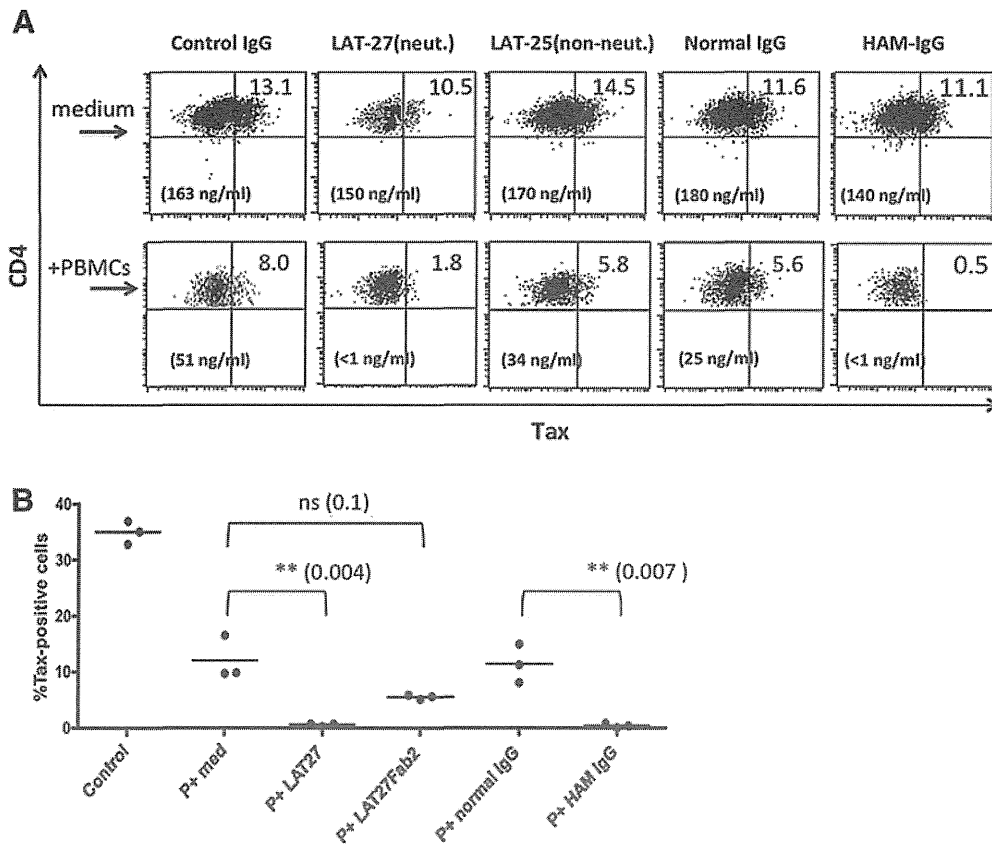 A
Control IgG LAT-27(neut.) LAT-25(non-neut.) Normal IgG HAM-IgG
medium
13.1 10.5 14.5 11.6 11.1
(163 ng/ml) (150 ng/ml) (170 ng/ml) (180 ng/ml) (140 ng/ml)
CD4
+PBMCs
8.0 1.8 5.8 5.6 0.5
(51 ng/ml) (<1 ng/ml) (34 ng/ml) (25 ng/ml) (<1 ng/ml)
Tax
B
%Tax-positive cells
40
30
20
10
0
ns (0.1)
** (0.004)
** (0.007 )
Control
P+ med
P+ LAT27
P+ LAT27Fab2
P+ normal IgG
P+ HAM IgG